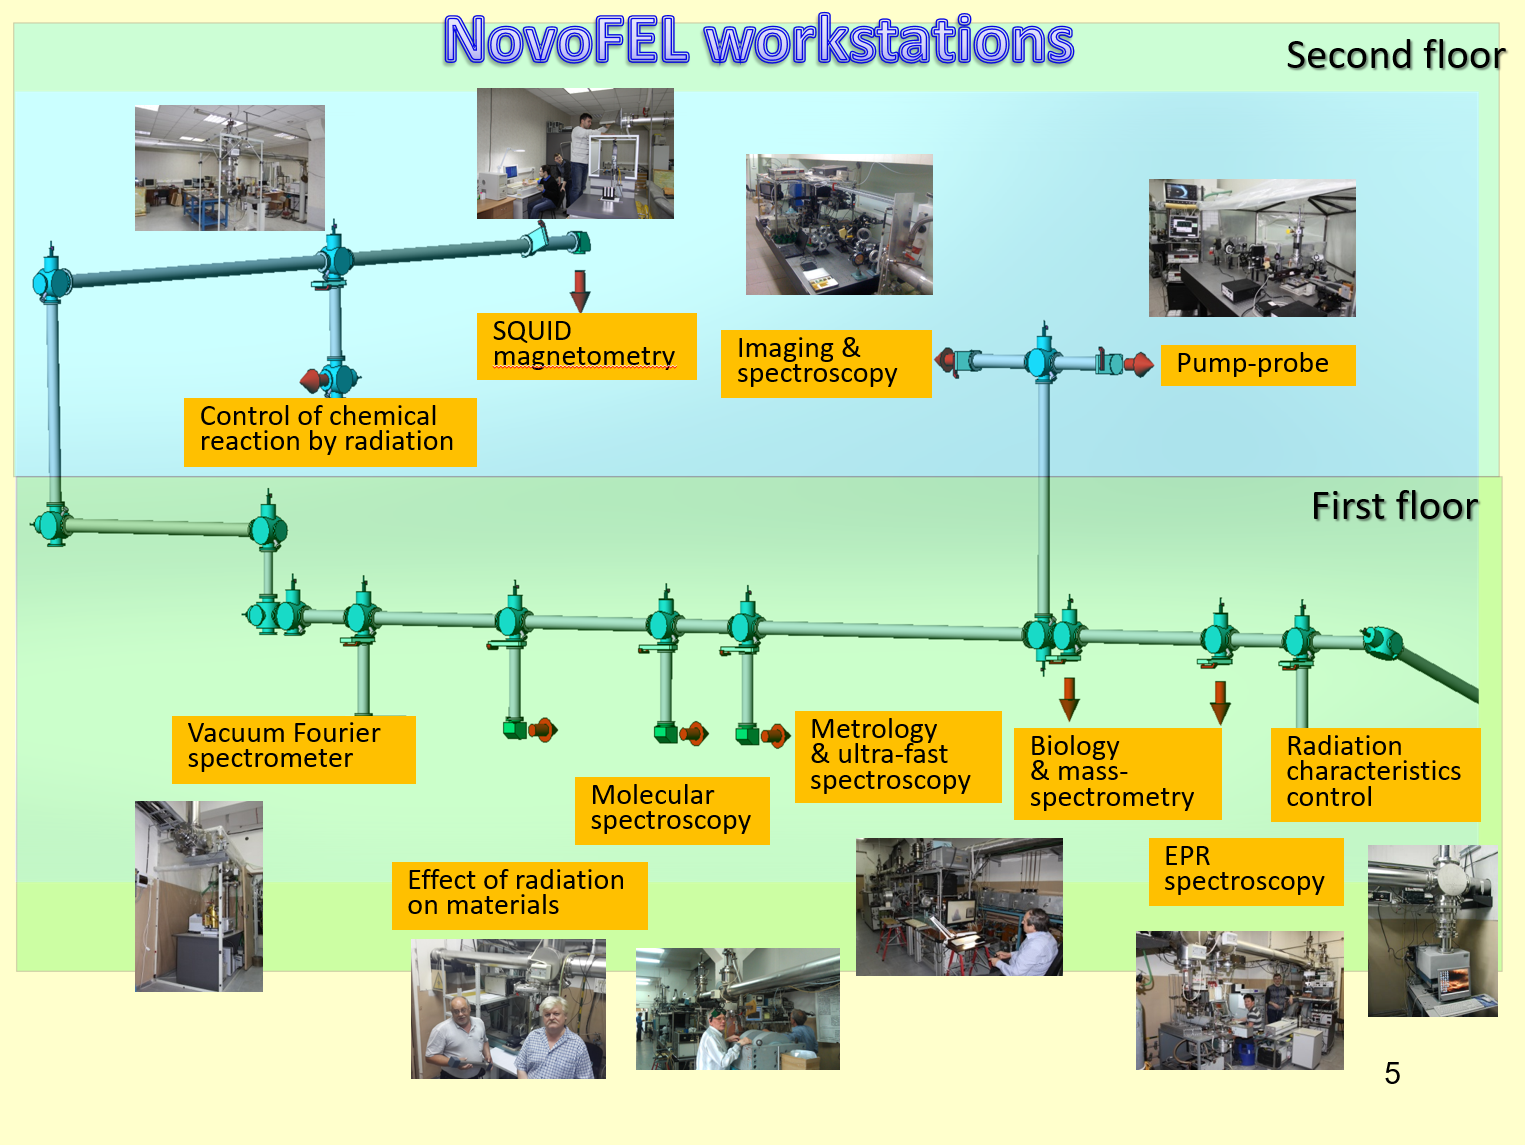 NovoFEL workstations
Second floor
SQUID
magnetometry
Imaging &
spectroscopy
Pump-probe
Control of chemical
reaction by radiation
First floor
Vacuum Fourier
spectrometer
Metrology
& ultra-fast
spectroscopy
Biology
& mass-
spectrometry
Radiation
characteristics
control
Molecular
spectroscopy
EPR
spectroscopy
Effect of radiation
on materials
5